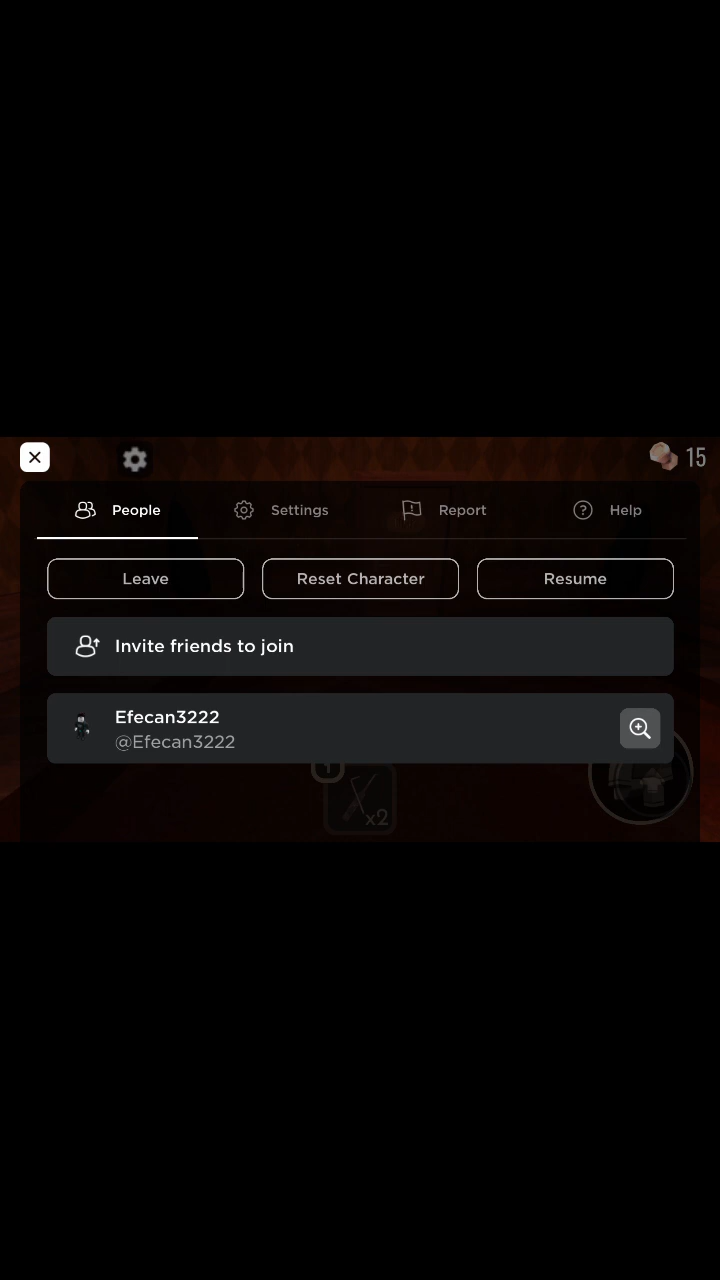 15
People
Settings
Report
Help
Leave
Reset Character
Resume
Invite friends to join
Efecan3222
@Efecan3222
x2